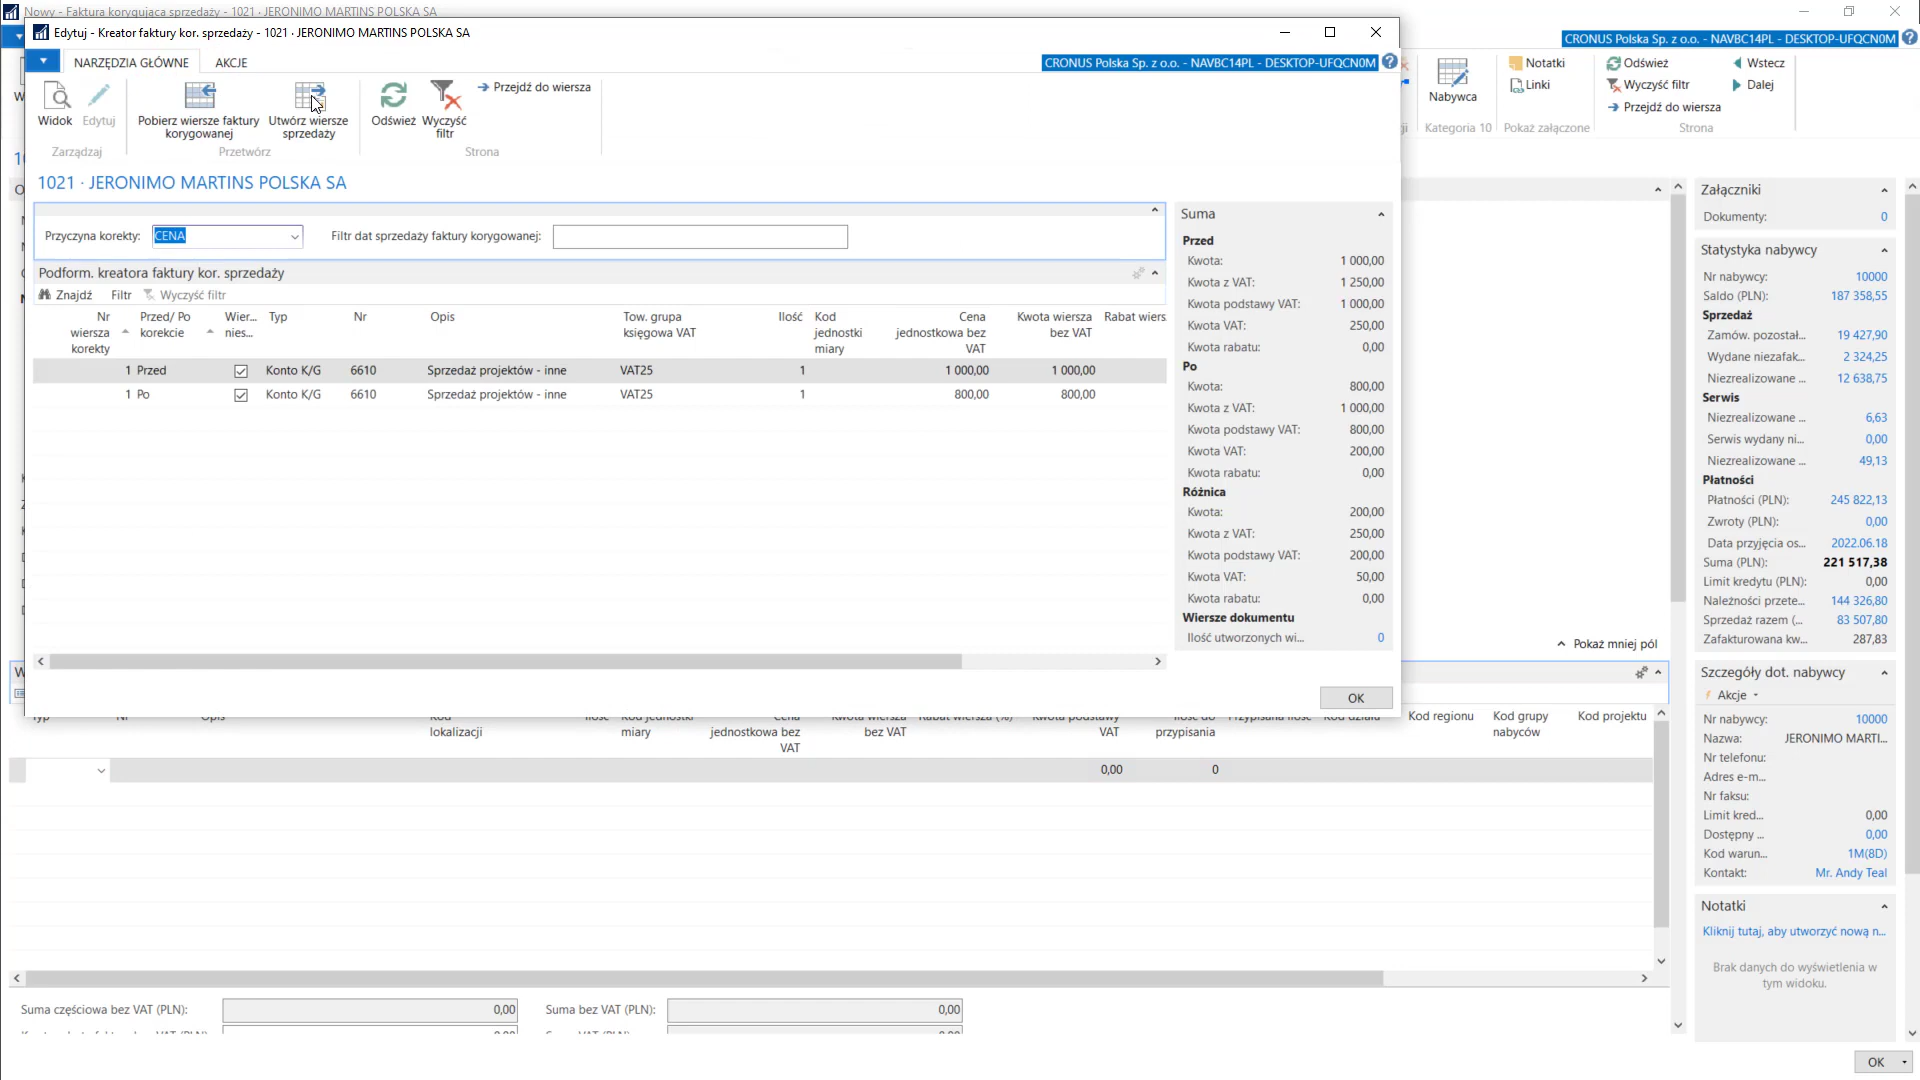 Nowy - Faktura korygująca sprzedaży - 1021 · JERONIMO MARTINS POLSKA SA
Edytuj - Kreator faktury kor. sprzedaży - 1021 · JERONIMO MARTINS POLSKA SA
CRONUS Polska Sp. z o.o. - NAVBC14PL - DESKTOP-UFQCN0M
NARZĘDZIA GŁÓWNE
AKCJE
CRONUS Polska Sp. z o.o. - NAVBC14PL - DESKTOP-UFQCN0M
Widok
Edytuj
Zarządzaj
Pobierz wiersze faktury korygowanej
Utwórz wiersze sprzedaży
Przetwórz
Odśwież
Wyczyść filtr
Przejdź do wiersza
Strona
Nabywca
Kategoria 10
Notatki
Linki
Pokaż załączone
Odśwież
Wyczyść filtr
Przejdź do wiersza
Wstecz
Dalej
Strona
1021 · JERONIMO MARTINS POLSKA SA
Przyczyna korekty: CENA
Filtr dat sprzedaży faktury korygowanej:
Podform. kreatora faktury kor. sprzedaży
Znajdź Filtr Wyczyść filtr
Nr wiersza korekty
Przed/ Po korekcie
Wier... nies...
Typ
Nr
Opis
Tow. grupa księgowa VAT
Ilość
Kod jednostki miary
Cena jednostkowa bez VAT
Kwota wiersza bez VAT
Rabat wiers
1 Przed Konto K/G 6610 Sprzedaż projektów - inne VAT25 1 1 000,00 1 000,00
1 Po Konto K/G 6610 Sprzedaż projektów - inne VAT25 1 800,00 800,00
Suma
Przed
Kwota: 1 000,00
Kwota z VAT: 1 250,00
Kwota podstawy VAT: 1 000,00
Kwota VAT: 250,00
Kwota rabatu: 0,00
Po
Kwota: 800,00
Kwota z VAT: 1 000,00
Kwota podstawy VAT: 800,00
Kwota VAT: 200,00
Kwota rabatu: 0,00
Różnica
Kwota: 200,00
Kwota z VAT: 250,00
Kwota podstawy VAT: 200,00
Kwota VAT: 50,00
Kwota rabatu: 0,00
Wiersze dokumentu
Ilość utworzonych wi... 0
OK
Pokaż mniej pól
Typ
Nr
Opis
Kod lokalizacji
Ilość
Kod jednostki miary
Cena jednostkowa bez VAT
Kwota wiersza bez VAT
Rabat wiersza (%)
Kwota podstawy VAT
Ilość do przypisania
Przypisana ilość
Kod działu
Kod regionu
Kod grupy nabywców
Kod projektu
0,00 0
Suma częściowa bez VAT (PLN): 0,00
Suma bez VAT (PLN): 0,00
Załączniki
Dokumenty: 0
Statystyka nabywcy
Nr nabywcy: 10000
Saldo (PLN): 187 358,55
Sprzedaż
Zamów. pozostał... 19 427,90
Wydane niezafak... 2 324,25
Niezrealizowane ... 12 638,75
Serwis
Niezrealizowane ... 6,63
Serwis wydany ni... 0,00
Niezrealizowane ... 49,13
Płatności
Płatności (PLN): 245 822,13
Zwroty (PLN): 0,00
Data przyjęcia os... 2022.06.18
Suma (PLN): 221 517,38
Limit kredytu (PLN): 0,00
Należności przete... 144 326,80
Sprzedaż razem (... 83 507,80
Zafakturowana kw... 287,83
Szczegóły dot. nabywcy
Akcje
Nr nabywcy: 10000
Nazwa: JERONIMO MARTI...
Nr telefonu:
Adres e-m...
Nr faksu:
Limit kred... 0,00
Dostępny ... 0,00
Kod warun... 1M(8D)
Kontakt: Mr. Andy Teal
Notatki
Kliknij tutaj, aby utworzyć nową n...
Brak danych do wyświetlenia w tym widoku.
OK